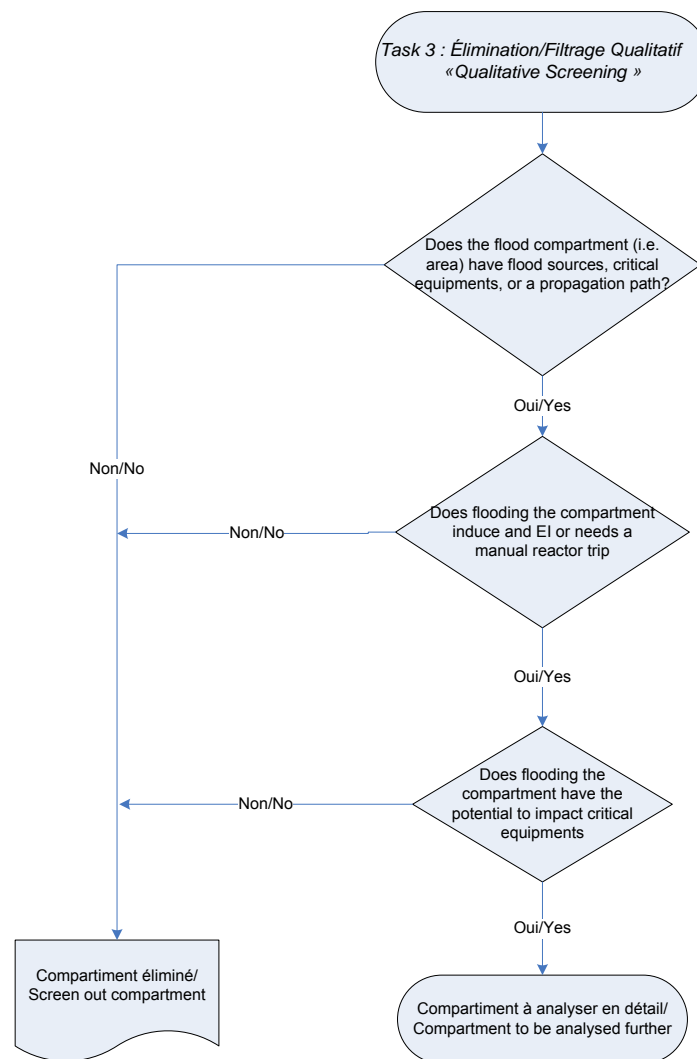 Task 3 : Élimination/Filtrage Qualitatif
«Qualitative Screening »
Does the flood compartment (i.e.
area) have flood sources, critical
equipments, or a propagation path?
Oui/Yes
Non/No
Does flooding the compartment
induce and EI or needs a
manual reactor trip
Non/No
Oui/Yes
Does flooding the
compartment have the
potential to impact critical
equipments
Non/No
Oui/Yes
Compartiment éliminé/
Screen out compartment
Compartiment à analyser en détail/
Compartment to be analysed further